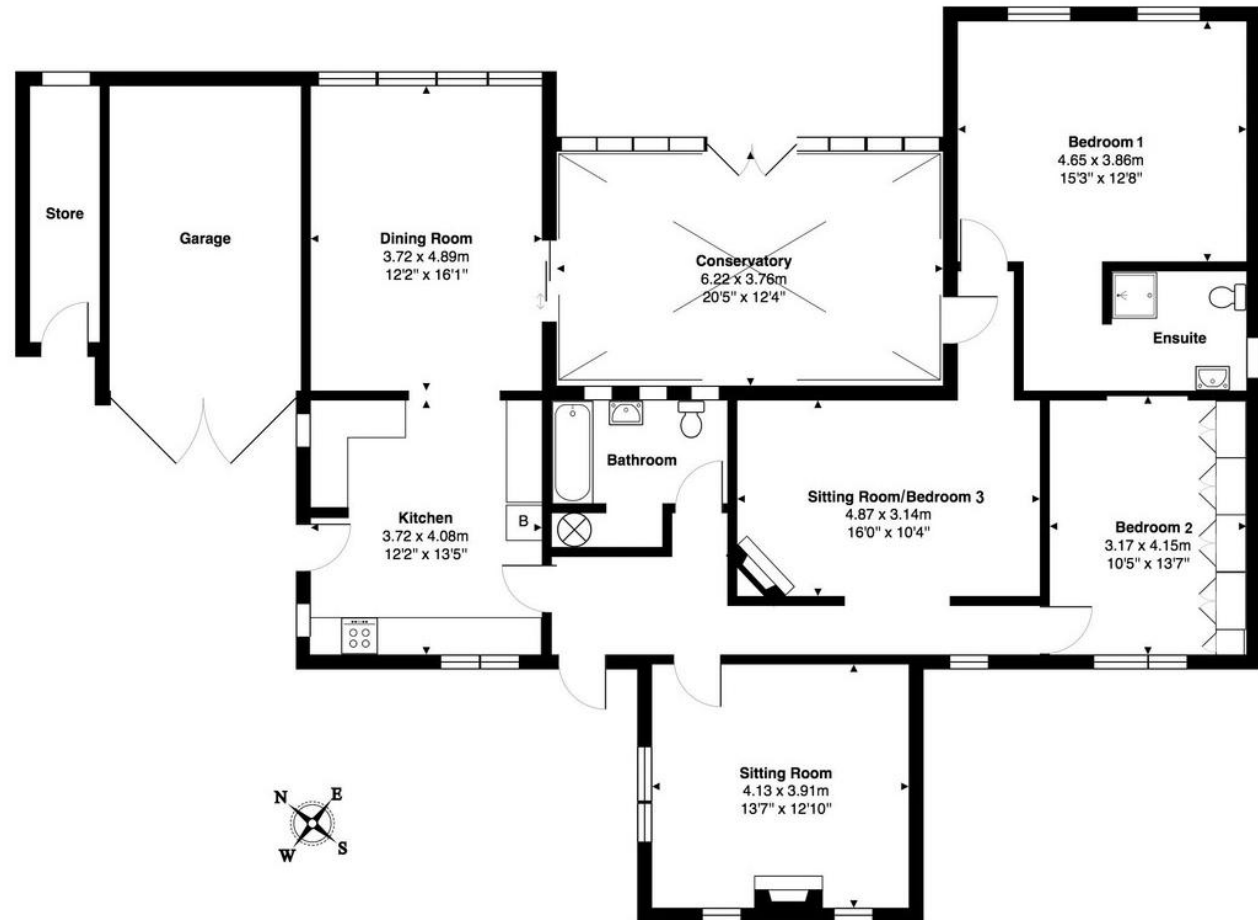 Store
Garage
Dining Room
3.72 x 4.89m
12'2" x 16'1"
Conservatory
6.22 x 3.76m
20'5" x 12'4"
Bedroom 1
4.65 x 3.86m
15'3" x 12'8"
Ensuite
Kitchen
3.72 x 4.08m
12'2" x 13'5"
B
Bathroom
Sitting Room/Bedroom 3
4.87 x 3.14m
16'0" x 10'4"
Bedroom 2
3.17 x 4.15m
10'5" x 13'7"
Sitting Room
4.13 x 3.91m
13'7" x 12'10"
N
E
W
S